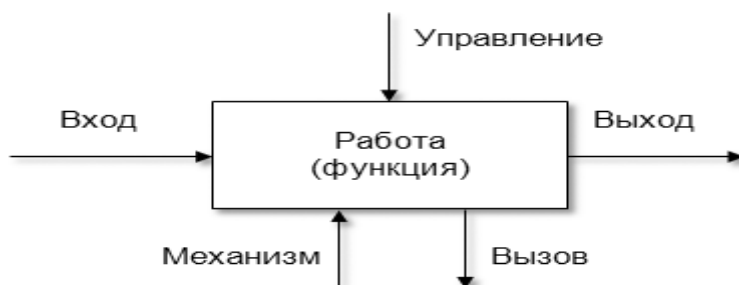 Управление
Вход
Работа
(функция)
Выход
Механизм
Вызов